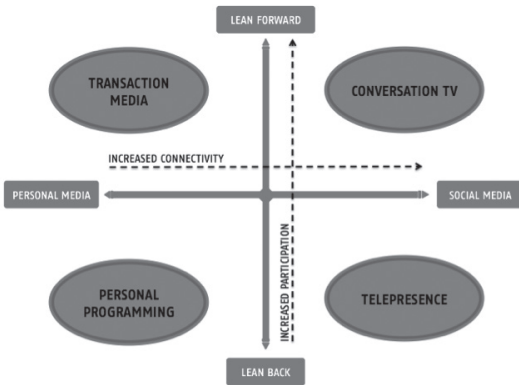 LEAN FORWARD
TRANSACTION
MEDIA
CONVERSATION TV
INCREASED CONNECTIVITY
PERSONAL MEDIA
SOCIAL MEDIA
INCREASED PARTICIPATION
PERSONAL
PROGRAMMING
TELEPRESENCE
LEAN BACK